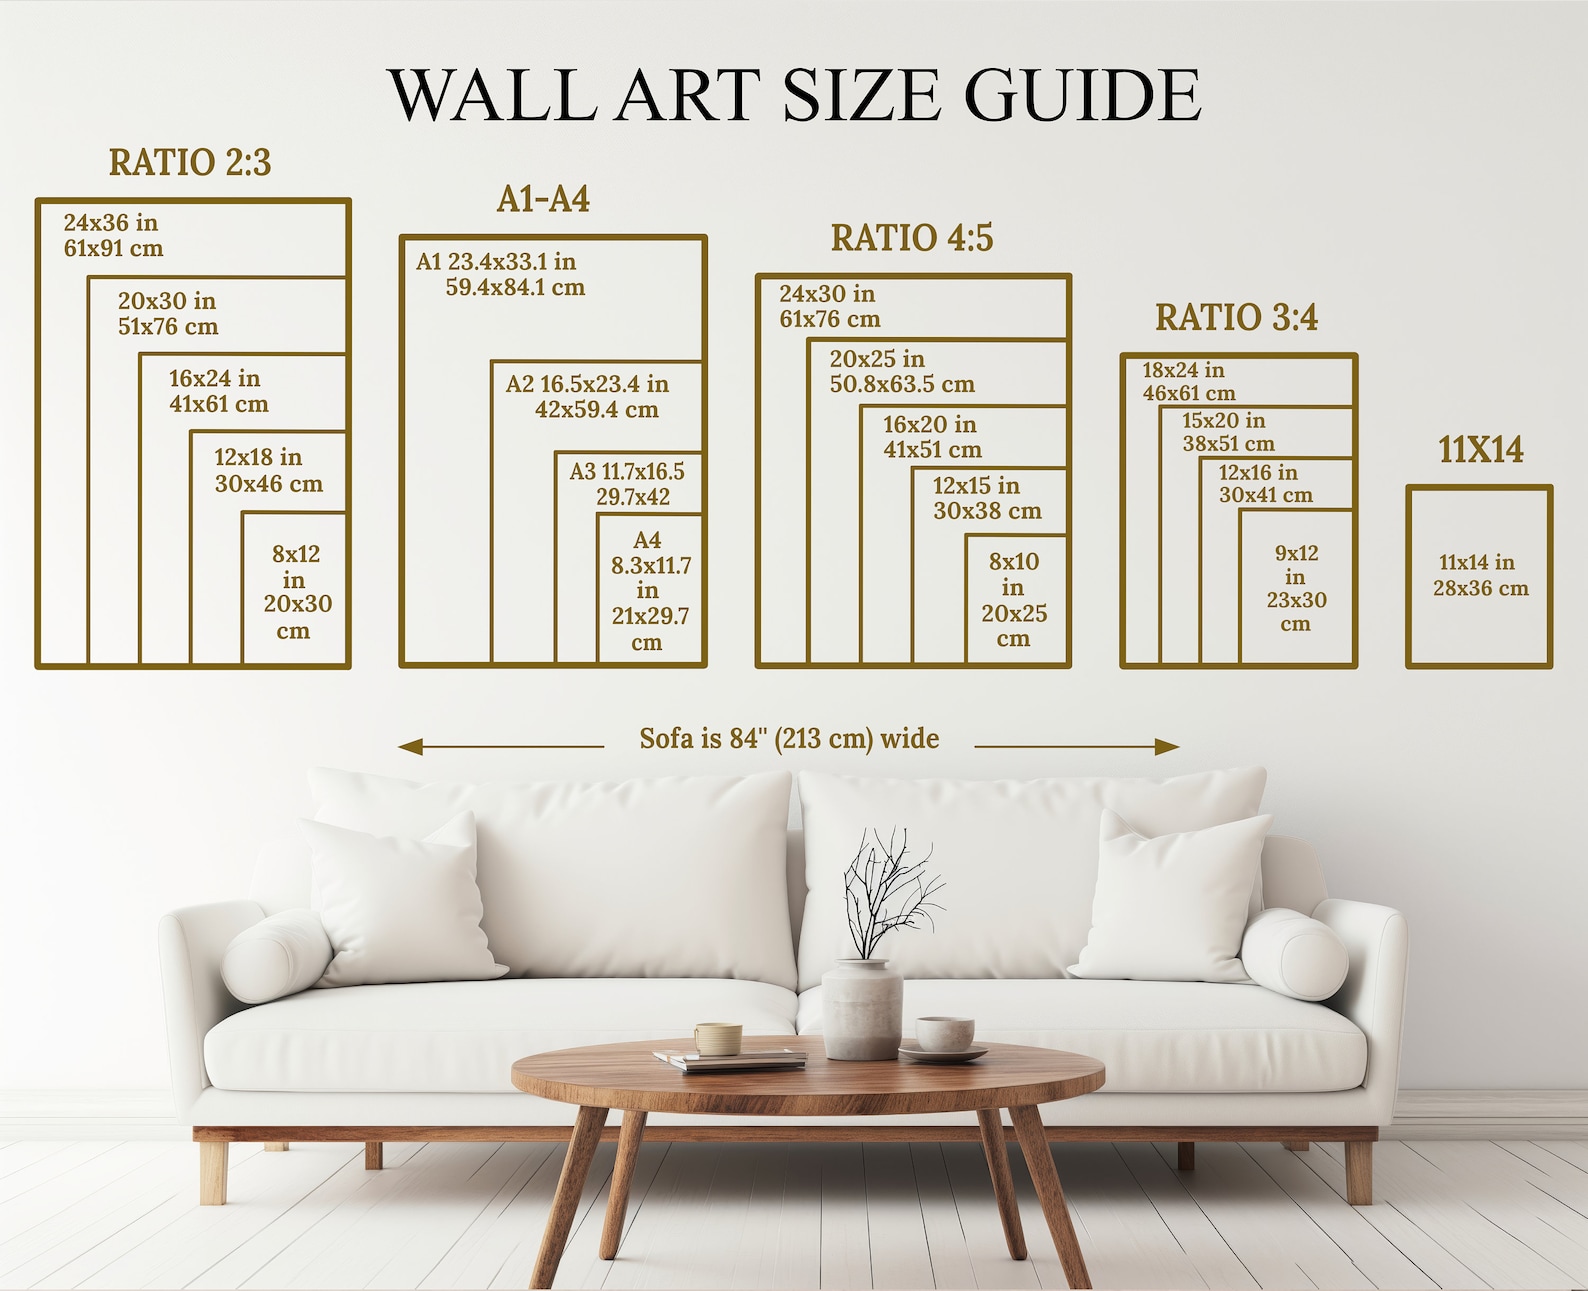 WALL ART SIZE GUIDE
RATIO 2:3
24x36 in
61x91 cm
20x30 in
51x76 cm
16x24 in
41x61 cm
12x18 in
30x46 cm
8x12
in
20x30
cm
A1-A4
A1 23.4x33.1 in
59.4x84.1 cm
A2 16.5x23.4 in
42x59.4 cm
A3 11.7x16.5
29.7x42
A4
8.3x11.7
in
21x29.7
cm
RATIO 4:5
24x30 in
61x76 cm
20x25 in
50.8x63.5 cm
16x20 in
41x51 cm
12x15 in
30x38 cm
8x10
in
20x25
cm
RATIO 3:4
18x24 in
46x61 cm
15x20 in
38x51 cm
12x16 in
30x41 cm
9x12
in
23x30
cm
11X14
11x14 in
28x36 cm
Sofa is 84" (213 cm) wide